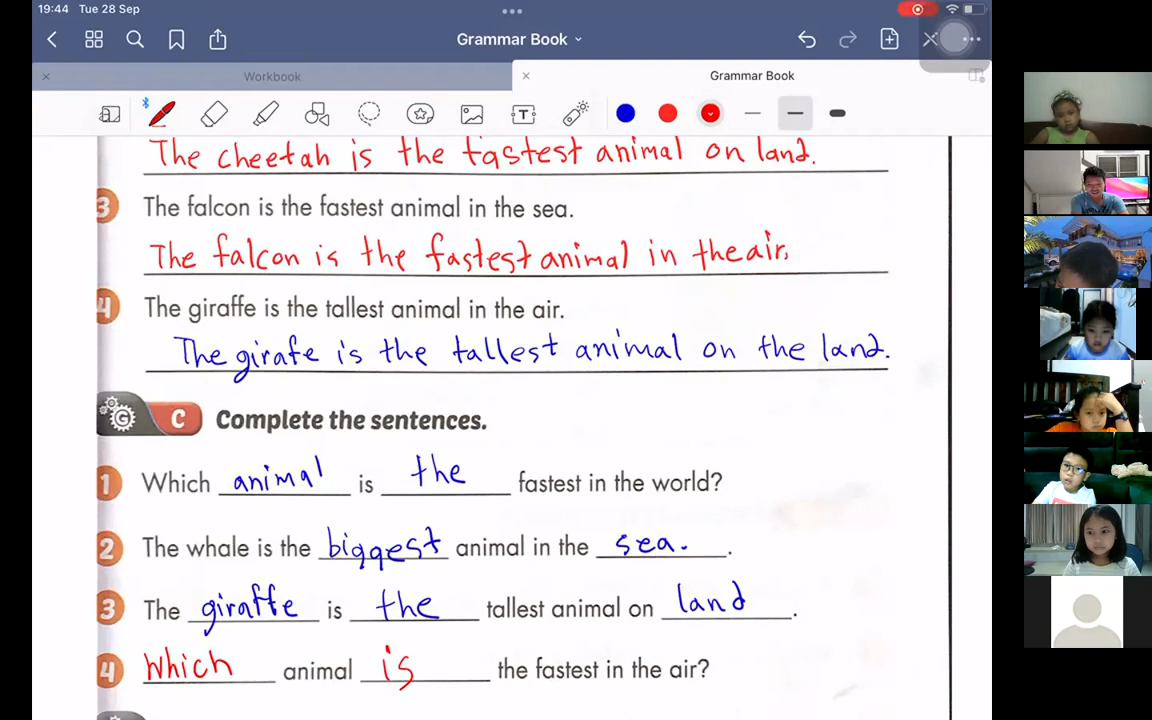 19:44 Tue 28 Sep
Grammar Book
Workbook
Grammar Book
The cheetah is the fastest animal on land.
3 The falcon is the fastest animal in the sea.
The falcon is the fastest animal in the air.
4 The giraffe is the tallest animal in the air.
The girafe is the tallest animal on the land.
G C Complete the sentences.
1 Which animal is the fastest in the world?
2 The whale is the biggest animal in the sea. .
3 The giraffe is the tallest animal on land .
4 Which animal is the fastest in the air?